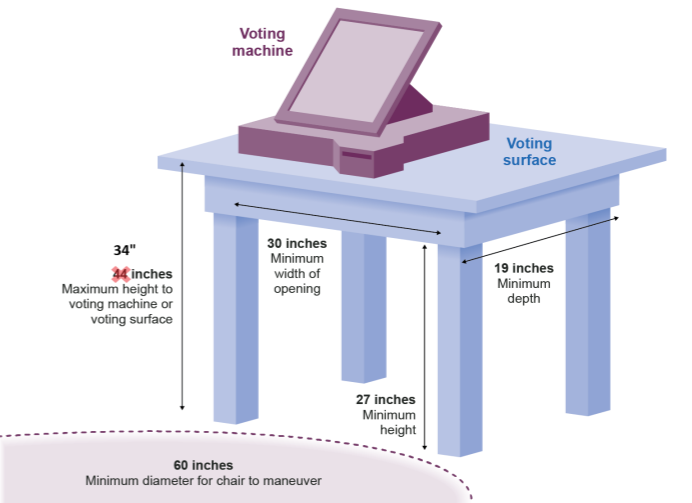 Voting
machine
Voting
surface
34"
44 inches
Maximum height to
voting machine or
voting surface
30 inches
Minimum
width of
opening
19 inches
Minimum
depth
27 inches
Minimum
height
60 inches
Minimum diameter for chair to maneuver